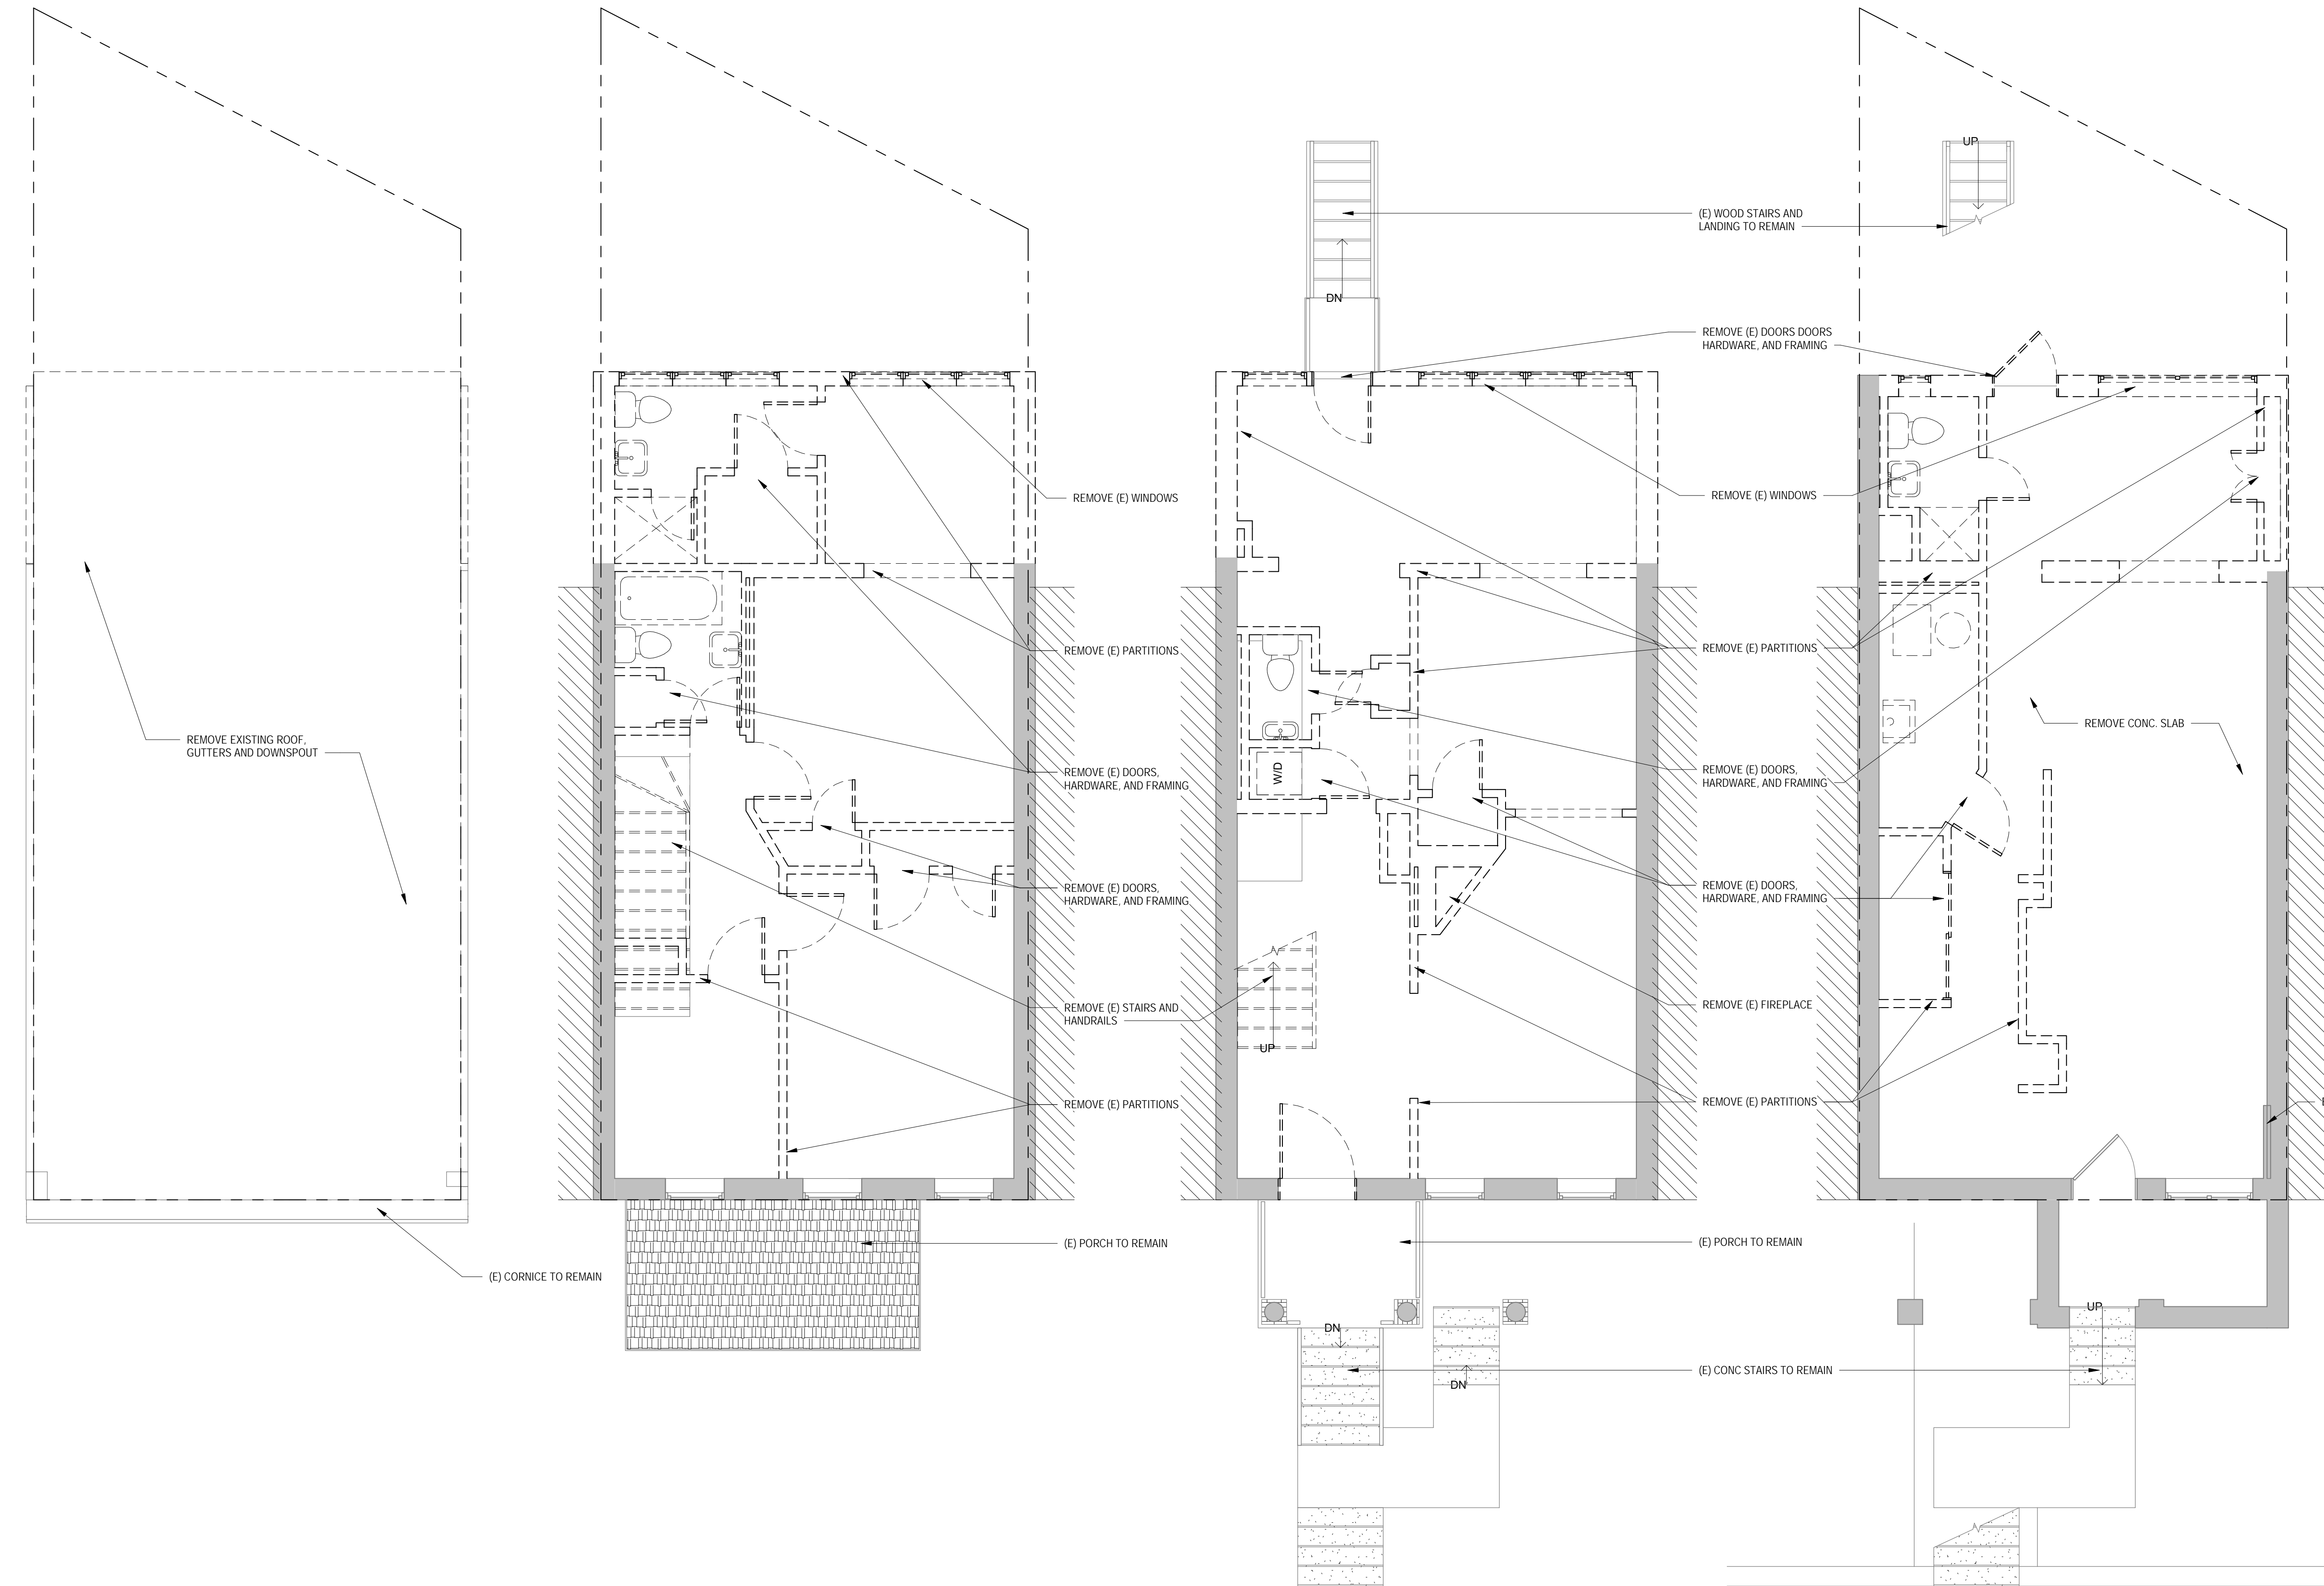 UP
(E) WOOD STAIRS AND
LANDING TO REMAIN
DN
REMOVE (E) DOORS DOORS
HARDWARE, AND FRAMING
REMOVE (E) WINDOWS
REMOVE (E) WINDOWS
REMOVE (E) PARTITIONS
REMOVE (E) PARTITIONS
REMOVE EXISTING ROOF,
GUTTERS AND DOWNSPOUT
REMOVE CONC. SLAB
W/D
REMOVE (E) DOORS,
HARDWARE, AND FRAMING
REMOVE (E) DOORS,
HARDWARE, AND FRAMING
REMOVE (E) DOORS,
HARDWARE, AND FRAMING
REMOVE (E) DOORS,
HARDWARE, AND FRAMING
REMOVE (E) STAIRS AND
HANDRAILS
REMOVE (E) FIREPLACE
UP
REMOVE (E) PARTITIONS
REMOVE (E) PARTITIONS
(E) PORCH TO REMAIN
(E) PORCH TO REMAIN
(E) CORNICE TO REMAIN
UP
DN
(E) CONC STAIRS TO REMAIN
DN